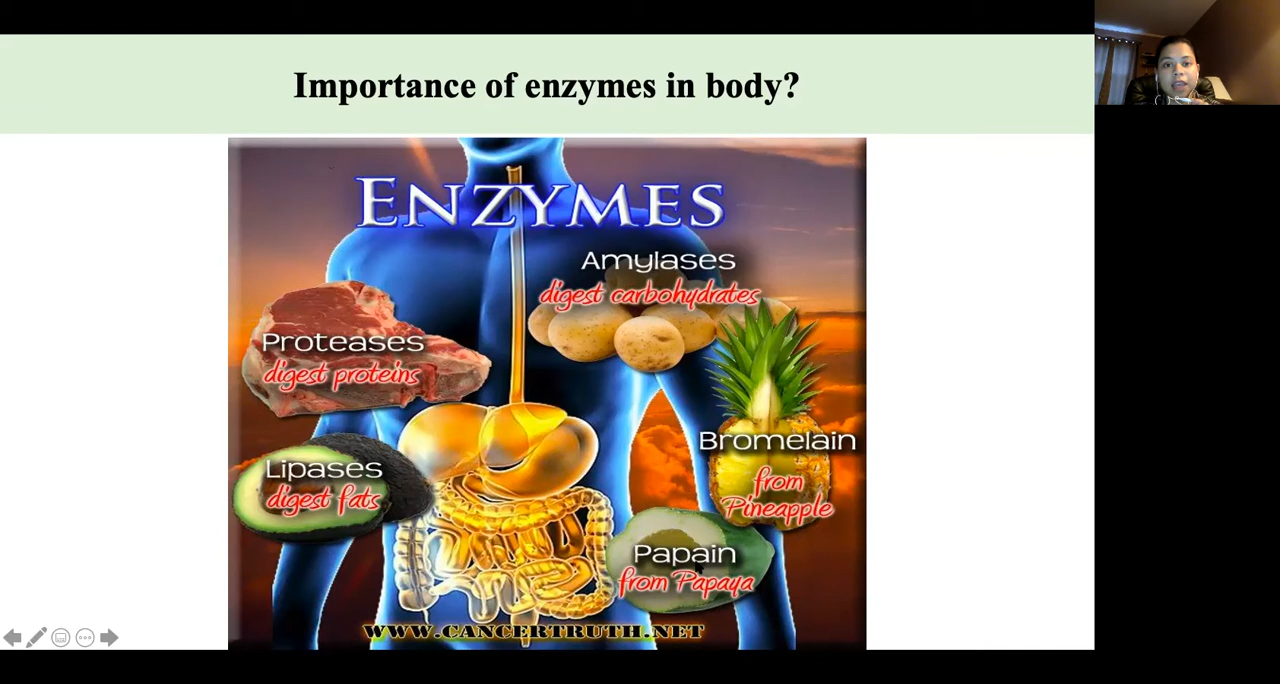 Importance of enzymes in body?
ENZYMES
Amylases
digest carbohydrates
Proteases
digest proteins
Bromelain
from
Pineapple
Lipases
digest fats
Papain
from Papaya
WWW.CANCERTRUTH.NET